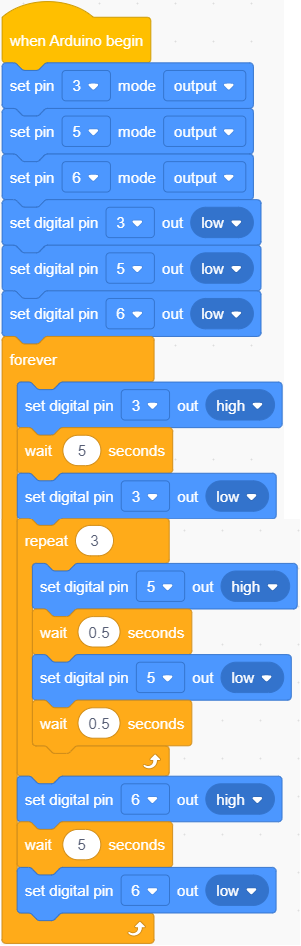 when Arduino begin
set pin 3 mode output
set pin 5 mode output
set pin 6 mode output
set digital pin 3 out low
set digital pin 5 out low
set digital pin 6 out low
forever
set digital pin 3 out high
wait 5 seconds
set digital pin 3 out low
repeat 3
set digital pin 5 out high
wait 0.5 seconds
set digital pin 5 out low
wait 0.5 seconds
set digital pin 6 out high
wait 5 seconds
set digital pin 6 out low